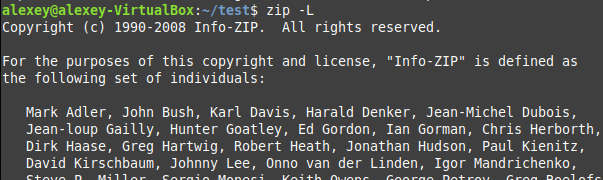 alexey@alexey-VirtualBox:~/test$ zip -L
Copyright (c) 1990-2008 Info-ZIP.  All rights reserved.
For the purposes of this copyright and license, "Info-ZIP" is defined as
the following set of individuals:
Mark Adler, John Bush, Karl Davis, Harald Denker, Jean-Michel Dubois,
Jean-loup Gailly, Hunter Goatley, Ed Gordon, Ian Gorman, Chris Herborth,
Dirk Haase, Greg Hartwig, Robert Heath, Jonathan Hudson, Paul Kienitz,
David Kirschbaum, Johnny Lee, Onno van der Linden, Igor Mandrichenko,
Steve P. Miller, Sergio Monesi, Keith Owens, George Petrov, Greg Roelofs